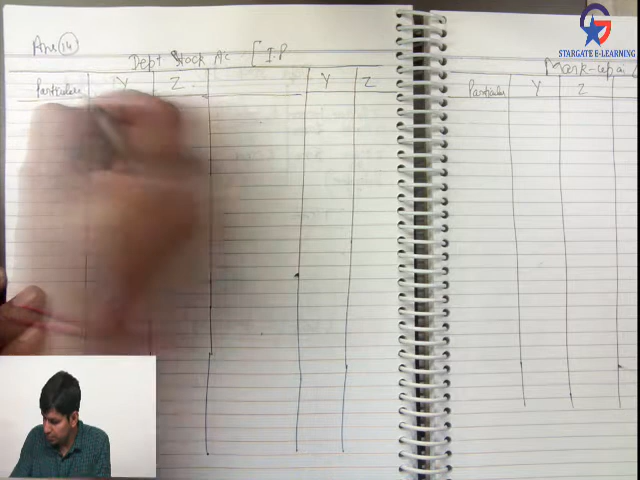 STARGATE E-LEARNING
Ans (14)
Dept Stock A/c [I.P
Mark-up A
Particulars Y Z Y Z
Particulars Y Z